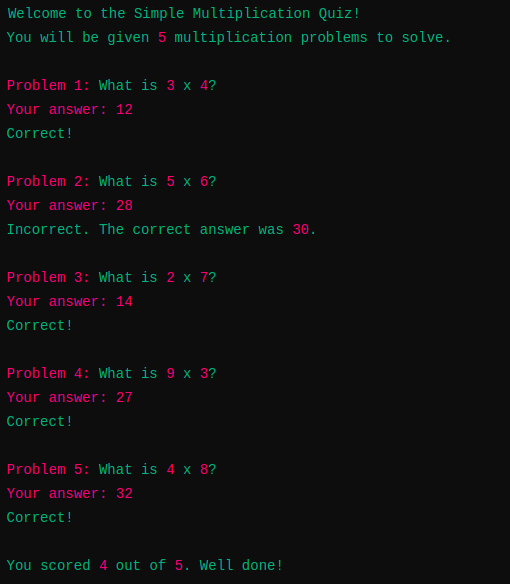 Welcome to the Simple Multiplication Quiz!
You will be given 5 multiplication problems to solve.

Problem 1: What is 3 x 4?
Your answer: 12
Correct!

Problem 2: What is 5 x 6?
Your answer: 28
Incorrect. The correct answer was 30.

Problem 3: What is 2 x 7?
Your answer: 14
Correct!

Problem 4: What is 9 x 3?
Your answer: 27
Correct!

Problem 5: What is 4 x 8?
Your answer: 32
Correct!

You scored 4 out of 5. Well done!